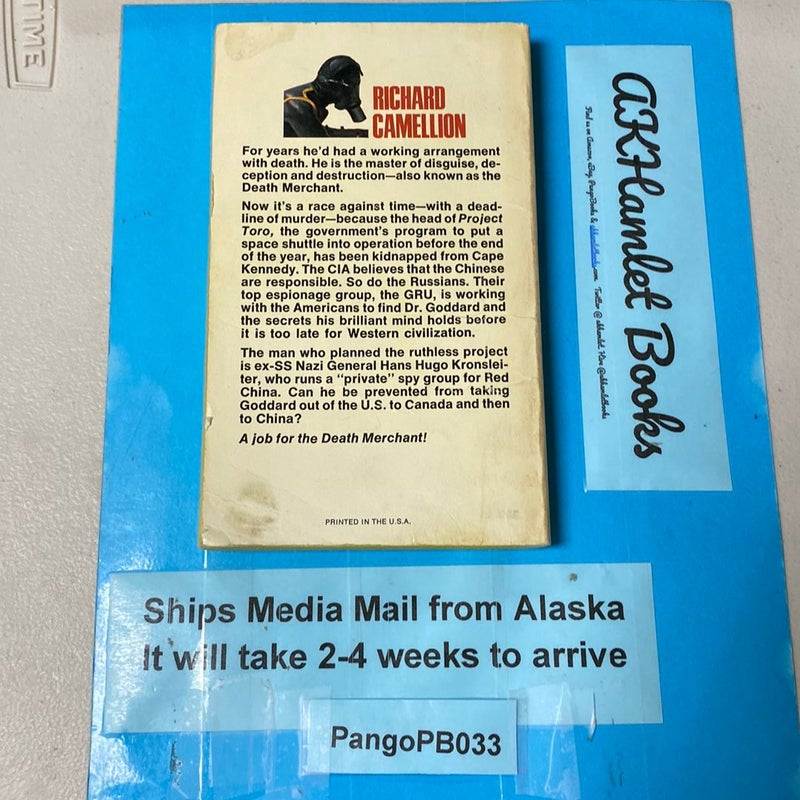 TIME
RICHARD
CAMELLION
For years he'd had a working arrangement
with death. He is the master of disguise, de-
ception and destruction—also known as the
Death Merchant.
Now it's a race against time—with a dead-
line of murder—because the head of Project
Toro, the government's program to put a
space shuttle into operation before the end
of the year, has been kidnapped from Cape
Kennedy. The CIA believes that the Chinese
are responsible. So do the Russians. Their
top espionage group, the GRU, is working
with the Americans to find Dr. Goddard and
the secrets his brilliant mind holds before
it is too late for Western civilization.
The man who planned the ruthless project
is ex-SS Nazi General Hans Hugo Kronslei-
ter, who runs a "private" spy group for Red
China. Can he be prevented from taking
Goddard out of the U.S. to Canada and then
to China?
A job for the Death Merchant!
PRINTED IN THE U.S.A.
AKHamlet Books
Find us on Amazon, eBay, PangoBooks &
Ships Media Mail from Alaska
It will take 2-4 weeks to arrive
PangoPB033